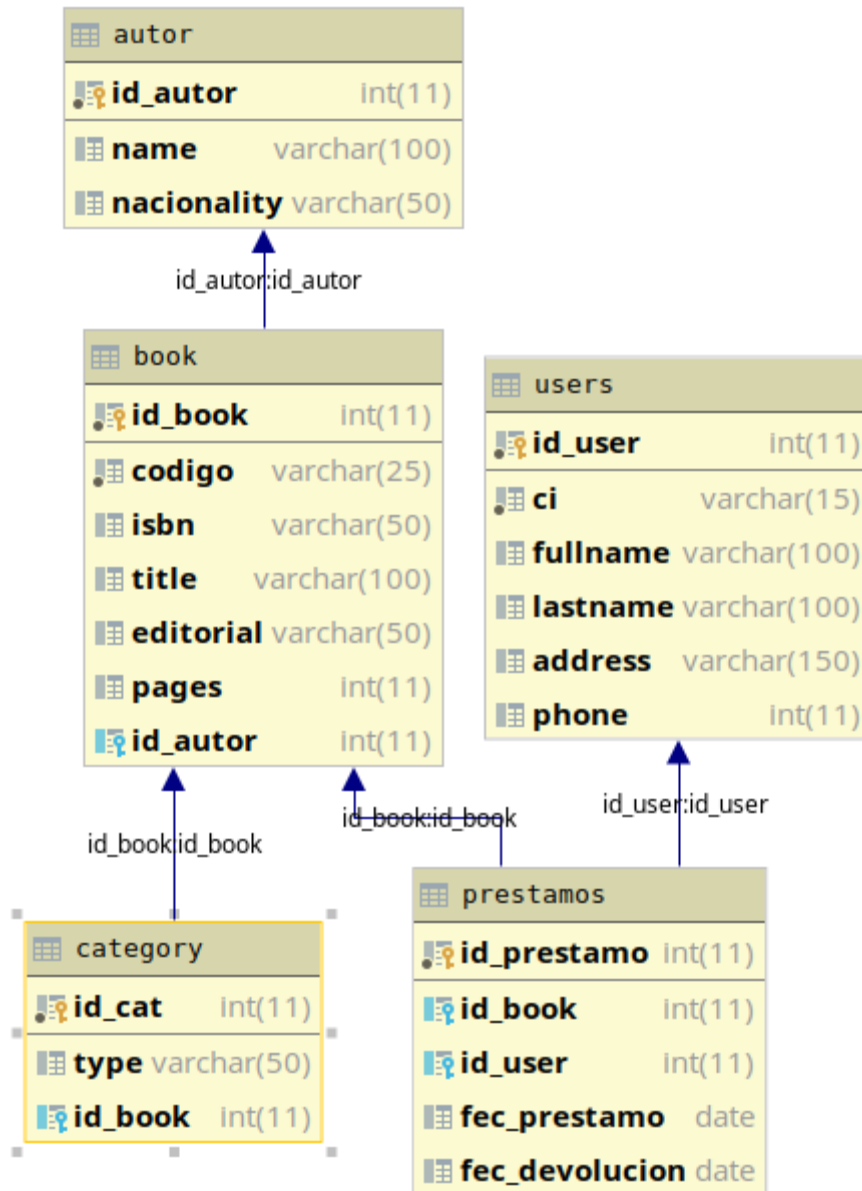 autor
id_autor int(11)
name varchar(100)
nacionality varchar(50)
id_autor:id_autor
book
id_book int(11)
codigo varchar(25)
isbn varchar(50)
title varchar(100)
editorial varchar(50)
pages int(11)
id_autor int(11)
users
id_user int(11)
ci varchar(15)
fullname varchar(100)
lastname varchar(100)
address varchar(150)
phone int(11)
id_book:id_book
id_book:id_book
id_user:id_user
category
id_cat int(11)
type varchar(50)
id_book int(11)
prestamos
id_prestamo int(11)
id_book int(11)
id_user int(11)
fec_prestamo date
fec_devolucion date